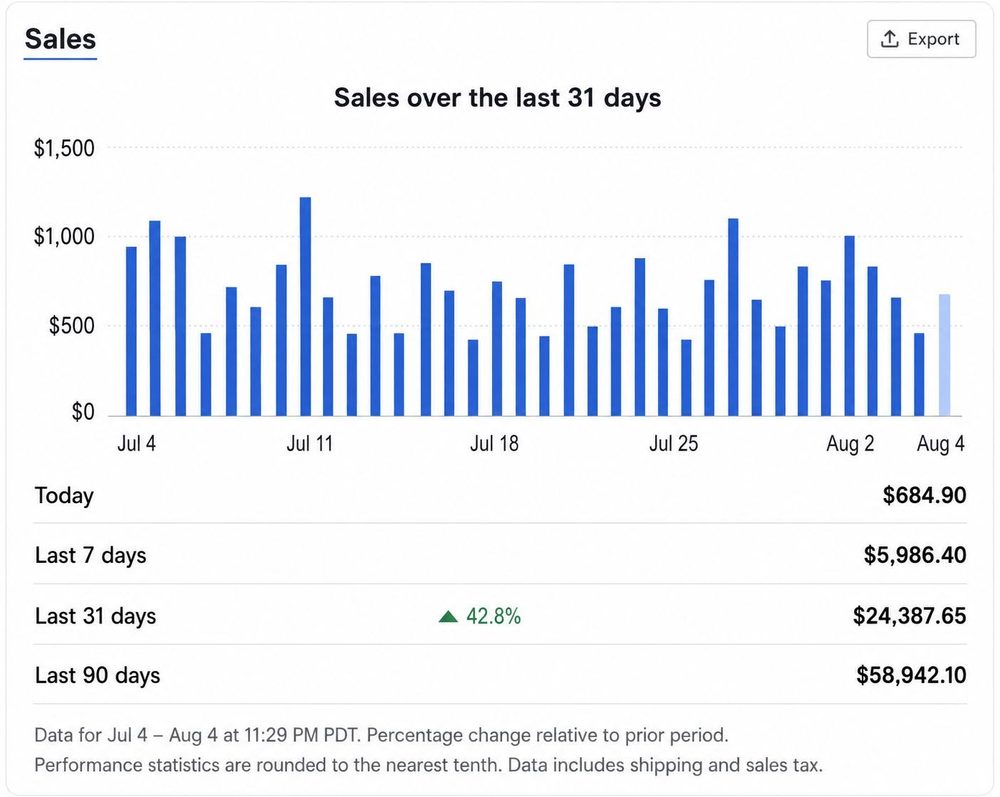 Sales
Export
Sales over the last 31 days
$1,500
$1,000
$500
$0
Jul 4 Jul 11 Jul 18 Jul 25 Aug 2 Aug 4
Today $684.90
Last 7 days $5,986.40
Last 31 days ▲ 42.8% $24,387.65
Last 90 days $58,942.10
Data for Jul 4 – Aug 4 at 11:29 PM PDT. Percentage change relative to prior period.
Performance statistics are rounded to the nearest tenth. Data includes shipping and sales tax.